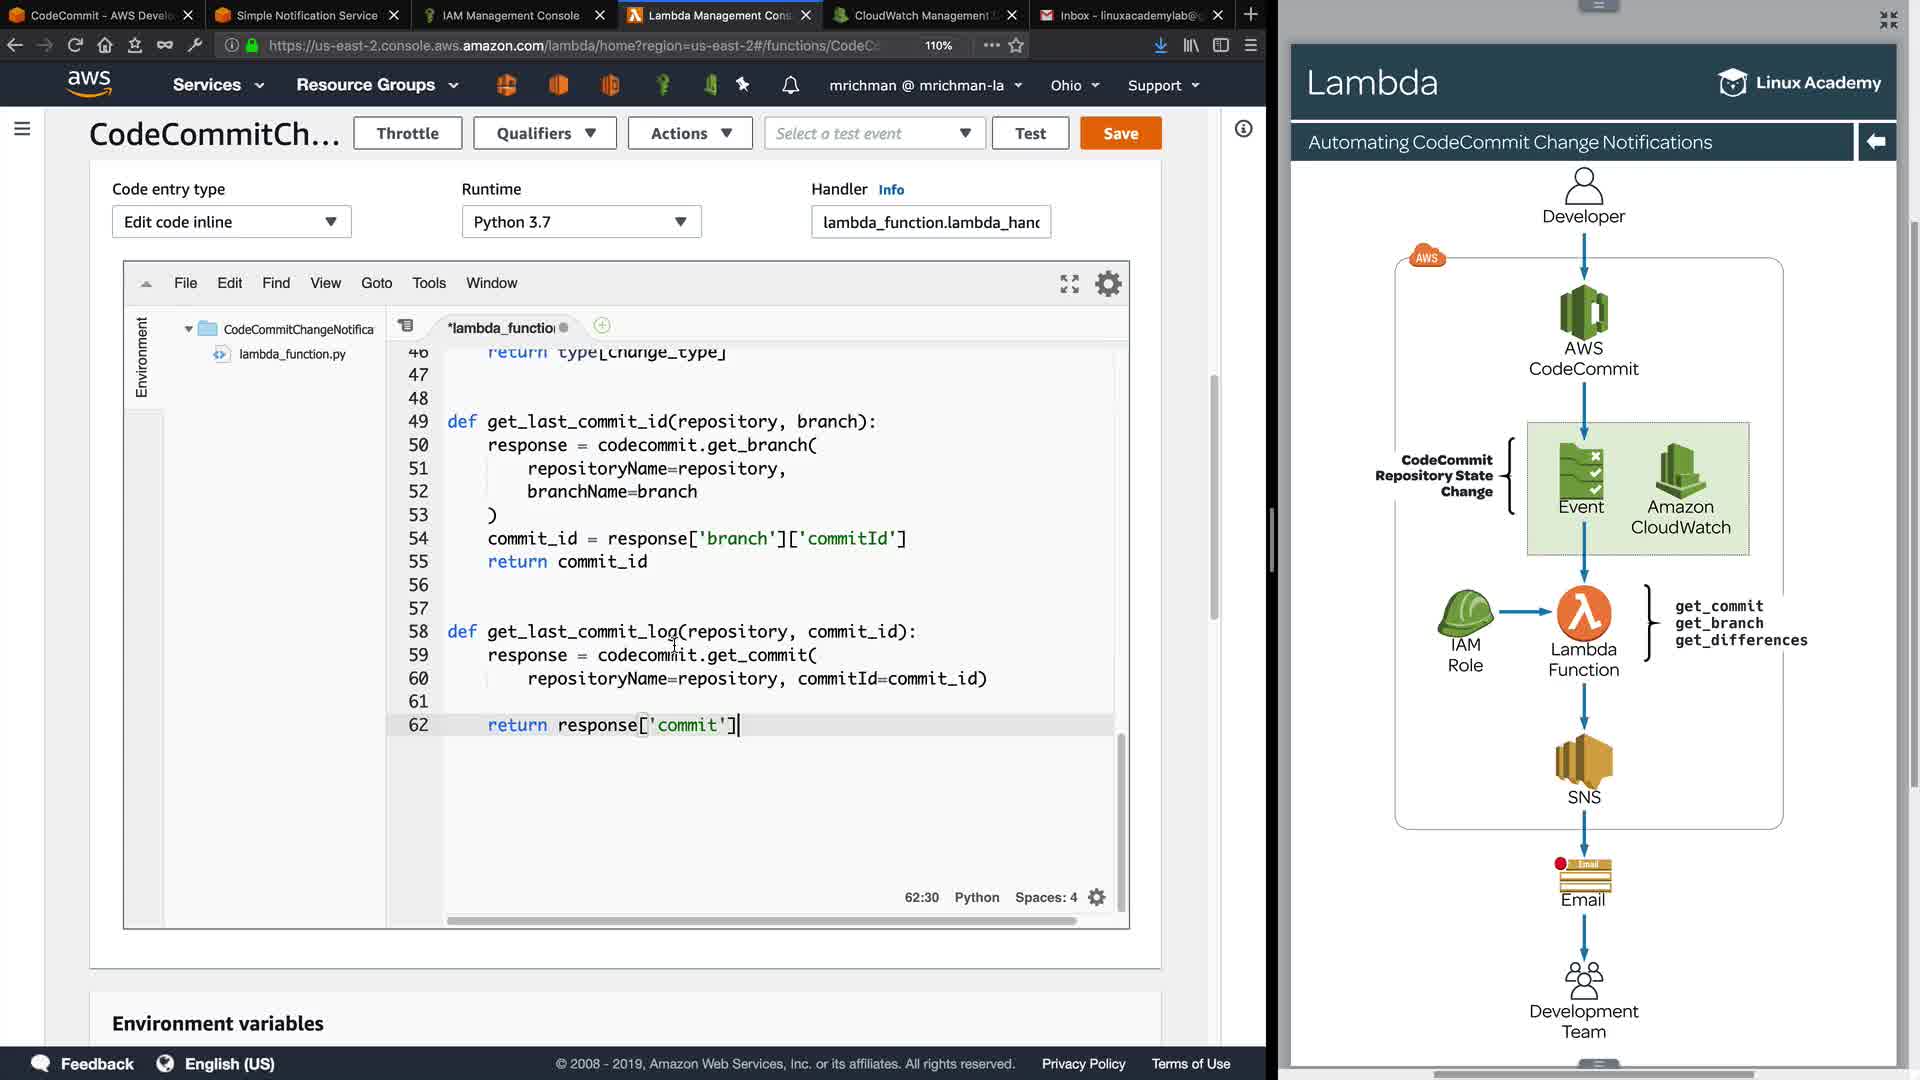 CodeCommit - AWS Develo
Simple Notification Service
IAM Management Console
Lambda Management Cons
CloudWatch Management
Inbox - linuxacademylab@
https://us-east-2.console.aws.amazon.com/lambda/home?region=us-east-2#/functions/CodeCo
110%
aws
Services
Resource Groups
mrichman @ mrichman-la
Ohio
Support
CodeCommitCh...
Throttle
Qualifiers
Actions
Select a test event
Test
Save
Code entry type
Runtime
Handler Info
Edit code inline
Python 3.7
lambda_function.lambda_hand
File Edit Find View Goto Tools Window
Environment
CodeCommitChangeNotifica
lambda_function.py
*lambda_function
46 return type[change_type]
47
48
49 def get_last_commit_id(repository, branch):
50 response = codecommit.get_branch(
51 repositoryName=repository,
52 branchName=branch
53 )
54 commit_id = response['branch']['commitId']
55 return commit_id
56
57
58 def get_last_commit_log(repository, commit_id):
59 response = codecommit.get_commit(
60 repositoryName=repository, commitId=commit_id)
61
62 return response['commit']
62:30 Python Spaces: 4
Environment variables
Feedback
English (US)
© 2008 - 2019, Amazon Web Services, Inc. or its affiliates. All rights reserved.
Privacy Policy
Terms of Use
Lambda
Linux Academy
Automating CodeCommit Change Notifications
Developer
AWS
AWS
CodeCommit
CodeCommit
Repository State
Change
Event
Amazon
CloudWatch
IAM
Role
Lambda
Function
get_commit
get_branch
get_differences
SNS
Email
Email
Development
Team